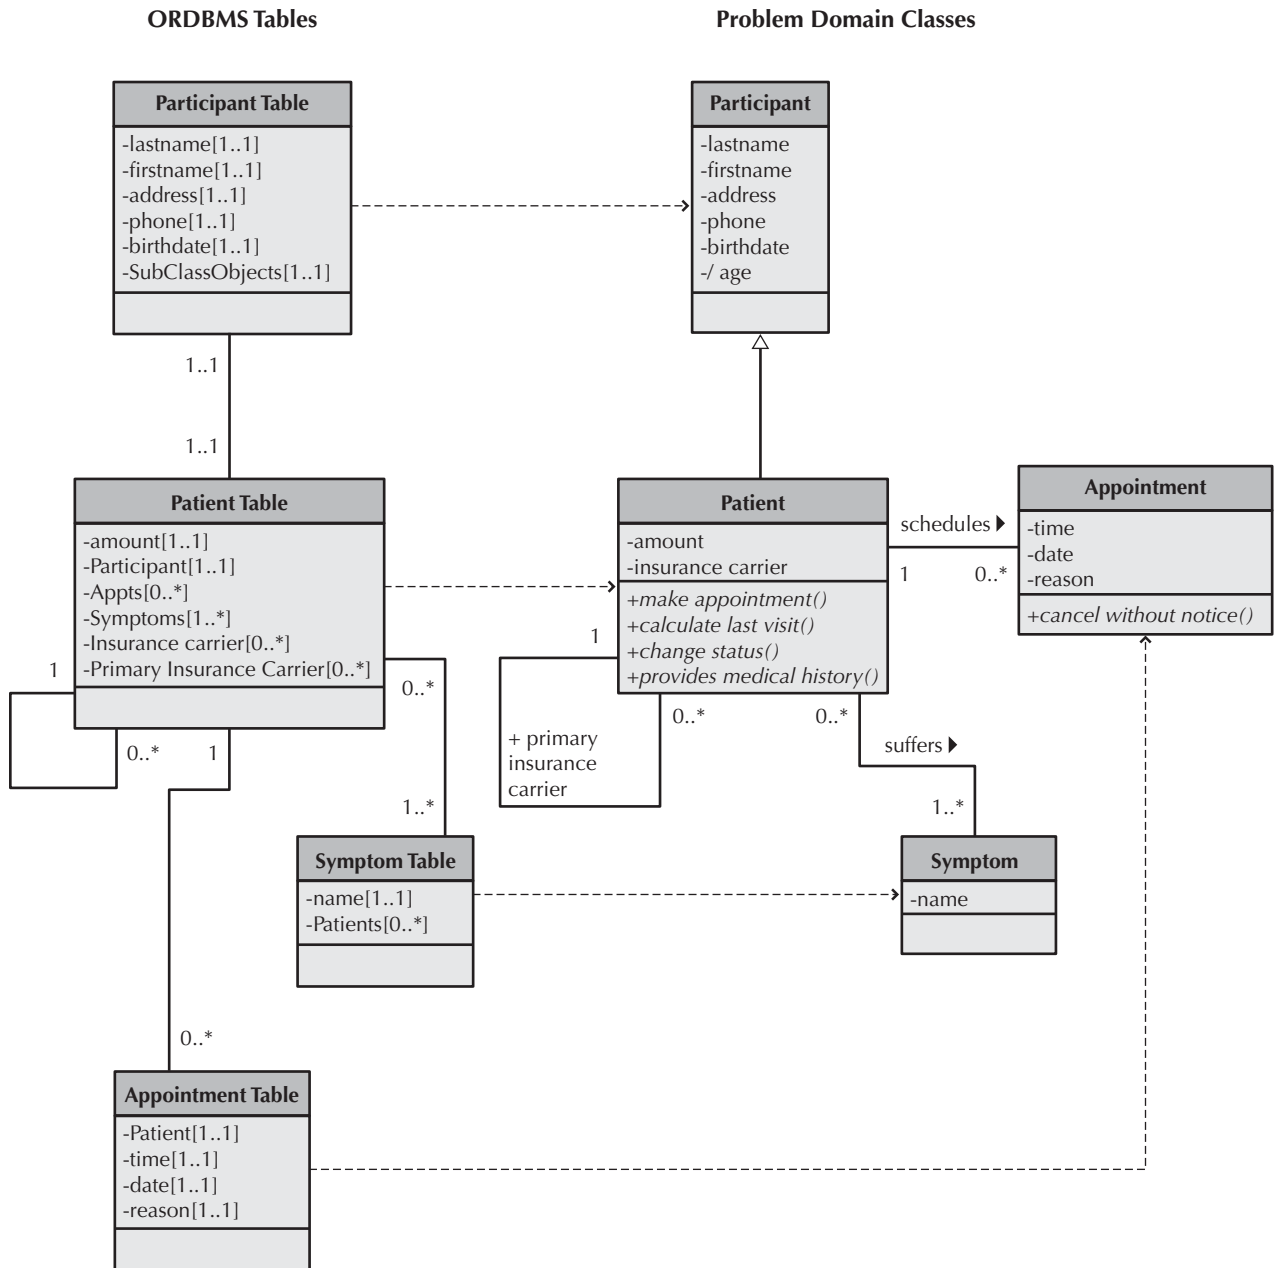 ORDBMS Tables
Problem Domain Classes
Participant Table
-lastname[1..1]
-firstname[1..1]
-address[1..1]
-phone[1..1]
-birthdate[1..1]
-SubClassObjects[1..1]
Participant
-lastname
-firstname
-address
-phone
-birthdate
-/ age
1..1
1..1
Patient Table
-amount[1..1]
-Participant[1..1]
-Appts[0..*]
-Symptoms[1..*]
-Insurance carrier[0..*]
-Primary Insurance Carrier[0..*]
1
0..*
1
0..*
1..*
Patient
-amount
-insurance carrier
+make appointment()
+calculate last visit()
+change status()
+provides medical history()
schedules
1
0..*
Appointment
-time
-date
-reason
+cancel without notice()
1
0..*
+ primary
insurance
carrier
0..*
suffers
1..*
Symptom Table
-name[1..1]
-Patients[0..*]
Symptom
-name
0..*
Appointment Table
-Patient[1..1]
-time[1..1]
-date[1..1]
-reason[1..1]